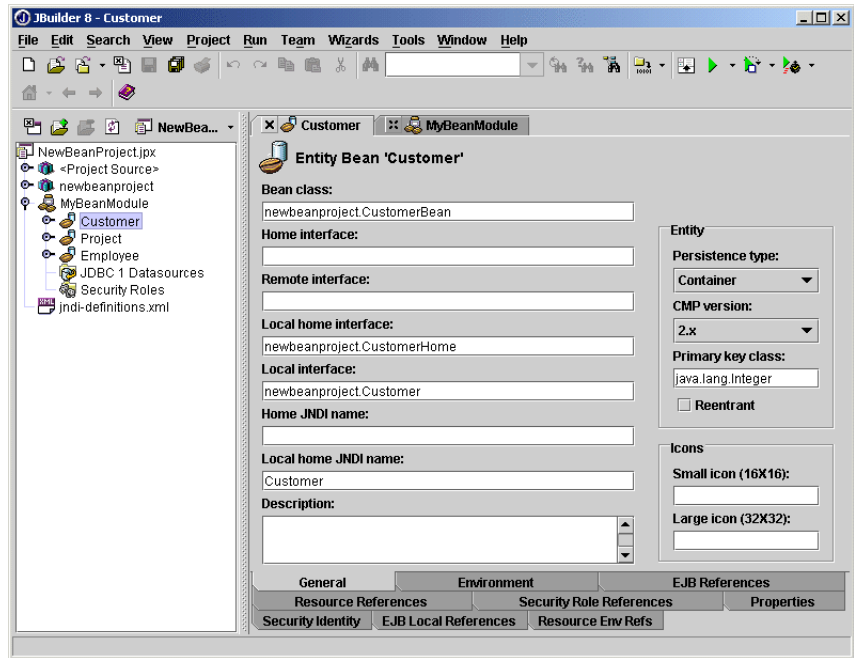 JBuilder 8 - Customer
File Edit Search View Project Run Team Wizards Tools Window Help
NewBea...
Customer
MyBeanModule
NewBeanProject.jpx
<Project Source>
newbeanproject
MyBeanModule
Customer
Project
Employee
JDBC 1 Datasources
Security Roles
jndi-definitions.xml
Entity Bean 'Customer'
Bean class:
newbeanproject.CustomerBean
Home interface:
Remote interface:
Local home interface:
newbeanproject.CustomerHome
Local interface:
newbeanproject.Customer
Home JNDI name:
Local home JNDI name:
Customer
Description:
Entity
Persistence type:
Container
CMP version:
2.x
Primary key class:
java.lang.Integer
Reentrant
Icons
Small icon (16X16):
Large icon (32X32):
General Environment EJB References
Resource References Security Role References Properties
Security Identity EJB Local References Resource Env Refs